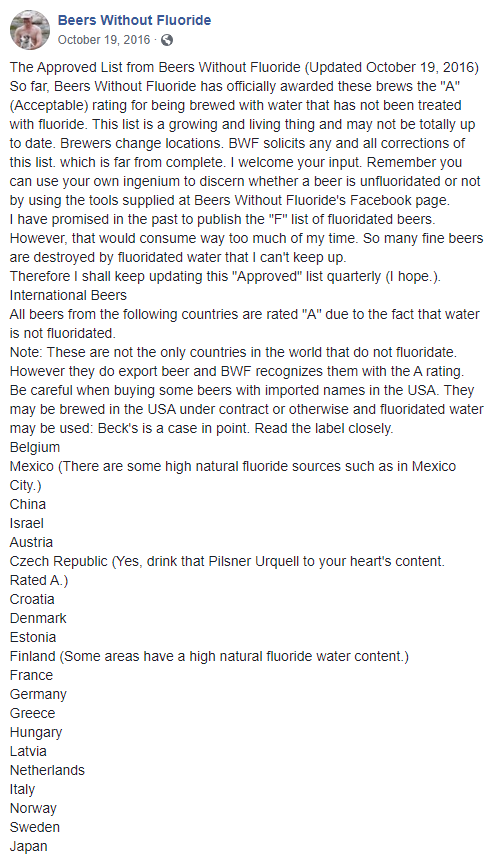 Beers Without Fluoride
October 19, 2016 ·
The Approved List from Beers Without Fluoride (Updated October 19, 2016)
So far, Beers Without Fluoride has officially awarded these brews the "A"
(Acceptable) rating for being brewed with water that has not been treated
with fluoride. This list is a growing and living thing and may not be totally up
to date. Brewers change locations. BWF solicits any and all corrections of
this list. which is far from complete. I welcome your input. Remember you
can use your own ingenium to discern whether a beer is unfluoridated or not
by using the tools supplied at Beers Without Fluoride's Facebook page.
I have promised in the past to publish the "F" list of fluoridated beers.
However, that would consume way too much of my time. So many fine beers
are destroyed by fluoridated water that I can't keep up.
Therefore I shall keep updating this "Approved" list quarterly (I hope.).
International Beers
All beers from the following countries are rated "A" due to the fact that water
is not fluoridated.
Note: These are not the only countries in the world that do not fluoridate.
However they do export beer and BWF recognizes them with the A rating.
Be careful when buying some beers with imported names in the USA. They
may be brewed in the USA under contract or otherwise and fluoridated water
may be used: Beck's is a case in point. Read the label closely.
Belgium
Mexico (There are some high natural fluoride sources such as in Mexico
City.)
China
Israel
Austria
Czech Republic (Yes, drink that Pilsner Urquell to your heart's content.
Rated A.)
Croatia
Denmark
Estonia
Finland (Some areas have a high natural fluoride water content.)
France
Germany
Greece
Hungary
Latvia
Netherlands
Italy
Norway
Sweden
Japan